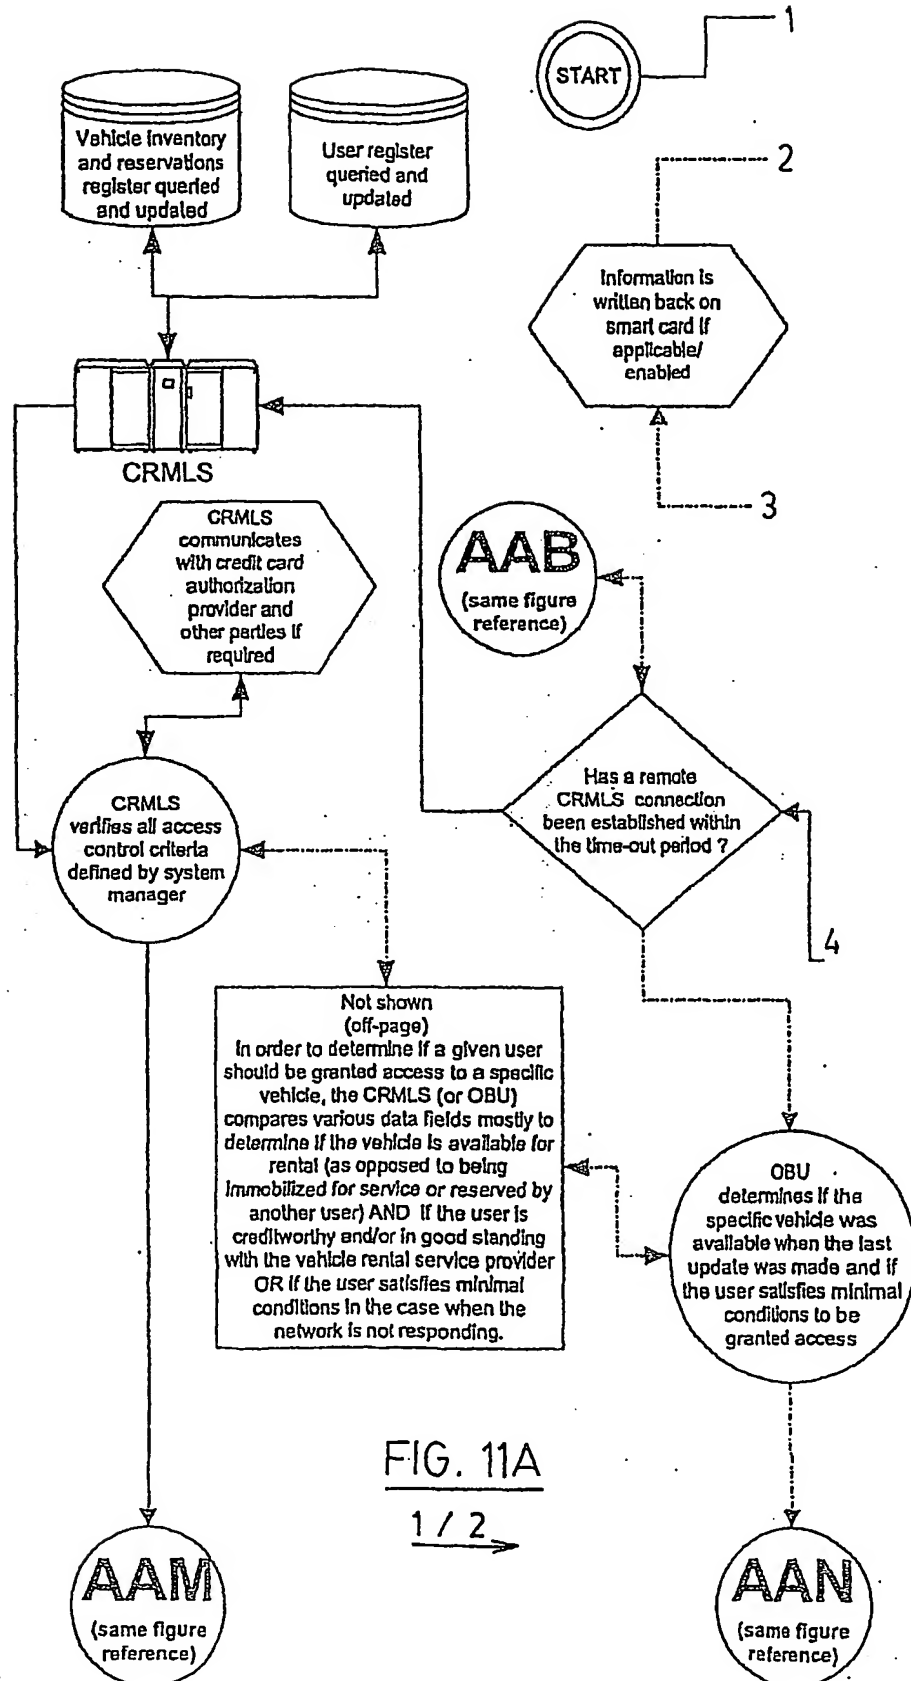 1
START
Vehicle inventory
and reservations
register queried
and updated
User register
queried and
updated
2
Information is
written back on
smart card if
applicable/
enabled
CRMLS
3
CRMLS
communicates
with credit card
authorization
provider and
other parties if
required
AAB
(same figure
reference)
Has a remote
CRMLS connection
been established within
the time-out period ?
CRMLS
verifies all access
control criteria
defined by system
manager
4
Not shown
(off-page)
In order to determine if a given user
should be granted access to a specific
vehicle, the CRMLS (or OBU)
compares various data fields mostly to
determine if the vehicle is available for
rental (as opposed to being
immobilized for service or reserved by
another user) AND if the user is
creditworthy and/or in good standing
with the vehicle rental service provider
OR if the user satisfies minimal
conditions in the case when the
network is not responding.
OBU
determines if the
specific vehicle was
available when the last
update was made and if
the user satisfies minimal
conditions to be
granted access
FIG. 11A
1 / 2
AAM
(same figure
reference)
AAN
(same figure
reference)